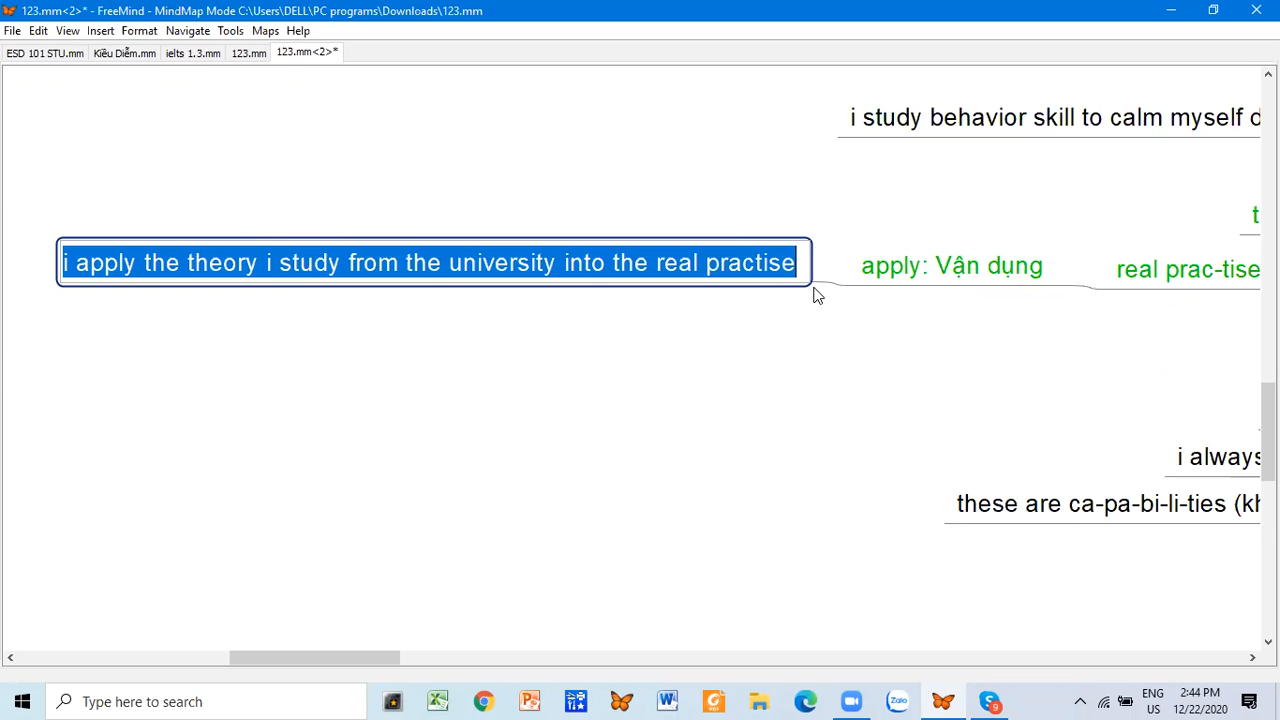 123.mm<2>* - FreeMind - MindMap Mode C:\Users\DELL\PC programs\Downloads\123.mm
File Edit View Insert Format Navigate Tools Maps Help
ESD 101 STU.mm Kiều Diễm.mm ielts 1.3.mm 123.mm 123.mm<2>*
i study behavior skill to calm myself d
t
i apply the theory i study from the university into the real practise
apply: Vận dụng
real prac-tise
i always
these are ca-pa-bi-li-ties (kh
Type here to search
Zalo
9
ENG
US
2:44 PM
12/22/2020